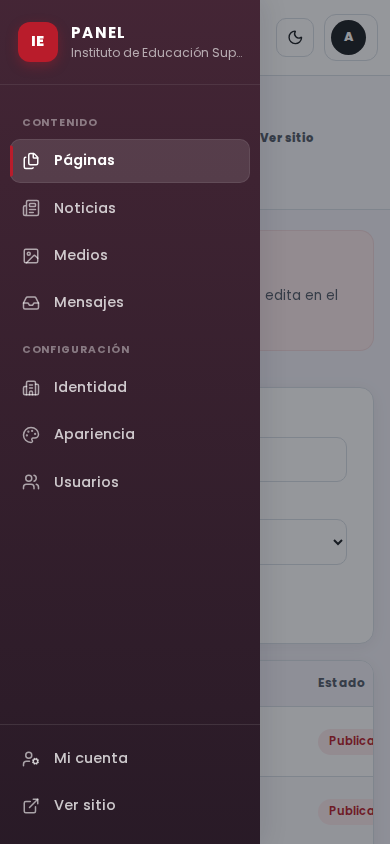 IE
PANEL
Instituto de Educación Sup…
A
CONTENIDO
Páginas
Ver sitio
Noticias
Medios
edita en el
Mensajes
CONFIGURACIÓN
Identidad
Apariencia
Usuarios
Estado
Publica
Mi cuenta
Ver sitio
Publica